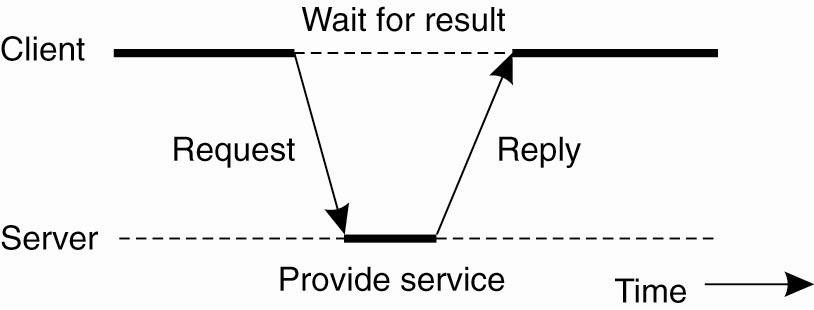 Wait for result
Client
Request
Reply
Server
Provide service
Time